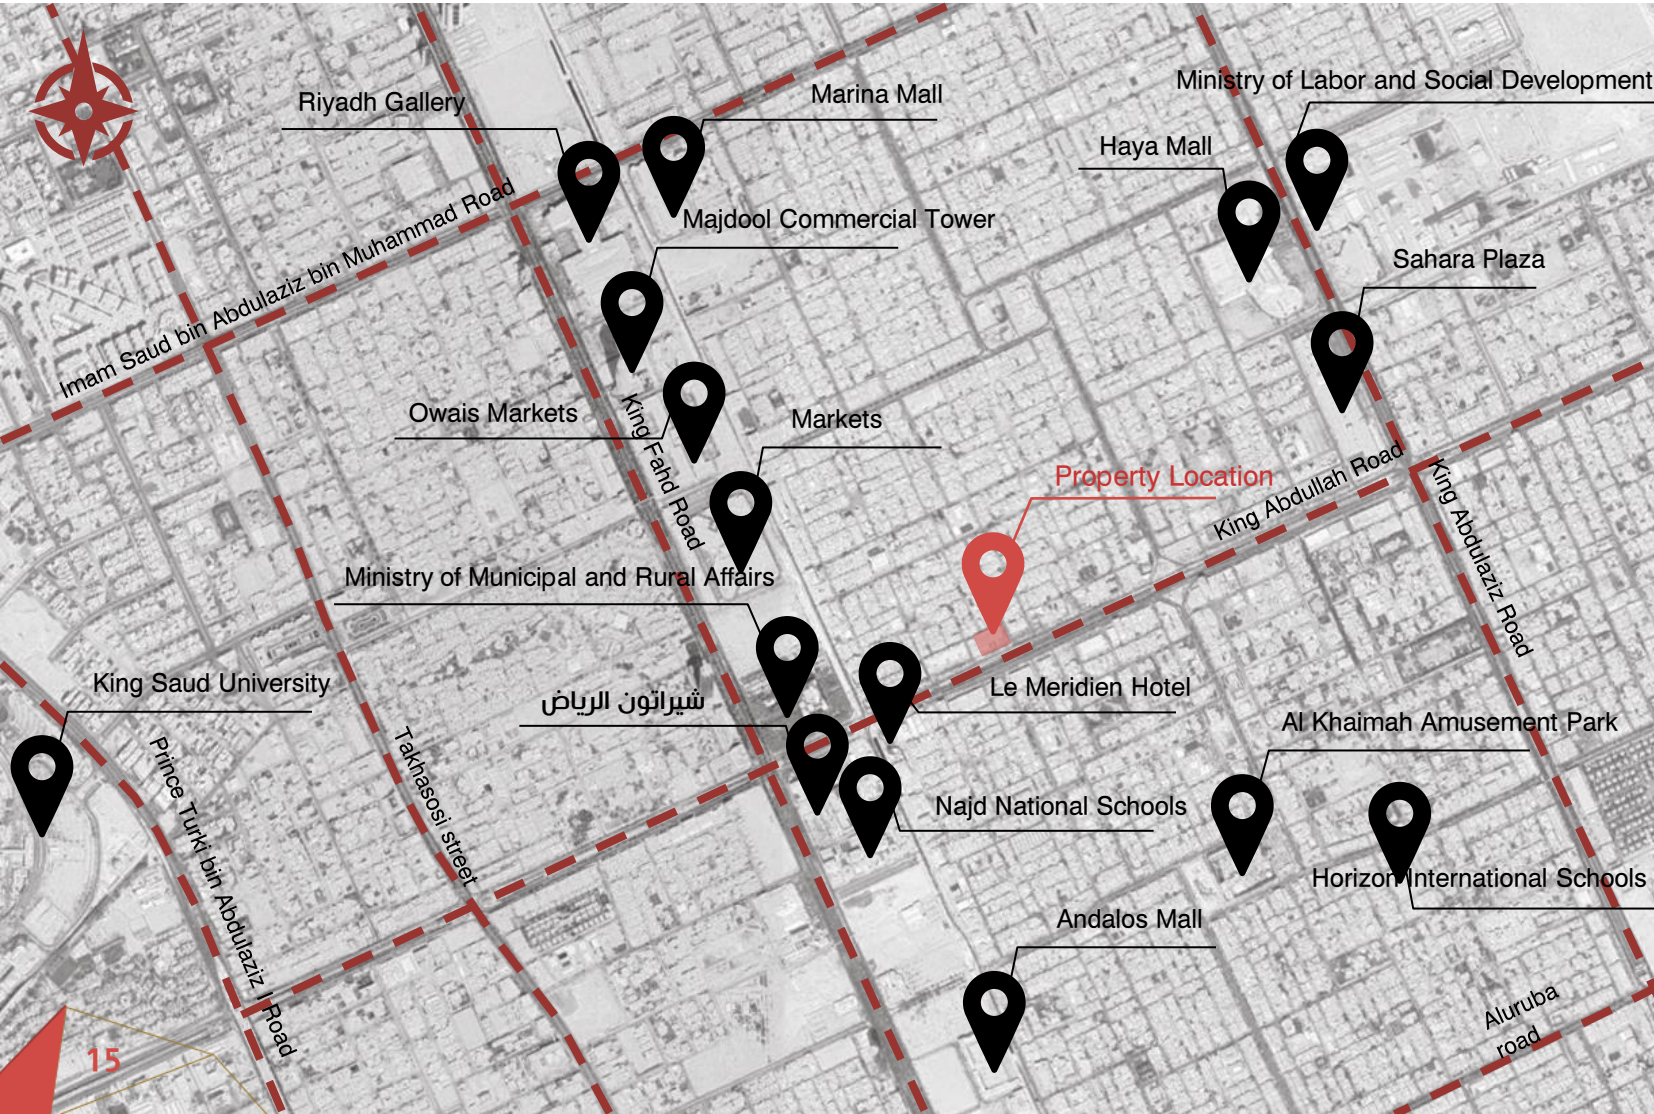 Ministry of Labor and Social Development
Marina Mall
Riyadh Gallery
Haya Mall
Majdool Commercial Tower
Imam Saud bin Abdulaziz bin Muhammad Road
Sahara Plaza
Owais Markets
Markets
King Fahd Road
Property Location
King Abdullah Road
King Abdulaziz Road
Ministry of Municipal and Rural Affairs
King Saud University
شيراتون الرياض
Le Meridien Hotel
Al Khaimah Amusement Park
Prince Turki bin Abdulaziz I Road
Takhasosi street
Najd National Schools
Horizon International Schools
Andalos Mall
Aluruba
road
15